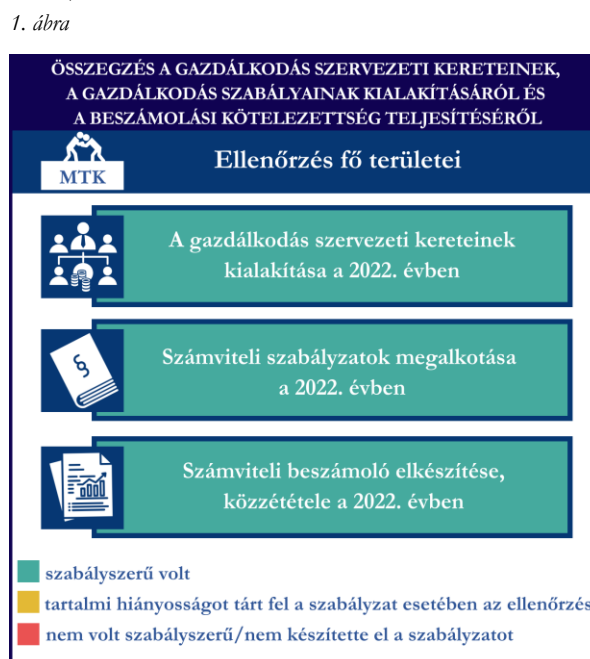 1. ábra
ÖSSZEGZÉS A GAZDÁLKODÁS SZERVEZETI KERETEINEK,
A GAZDÁLKODÁS SZABÁLYAINAK KIALAKÍTÁSÁRÓL ÉS
A BESZÁMOLÁSI KÖTELEZETTSÉG TELJESÍTÉSÉRŐL
MTK
Ellenőrzés fő területei
A gazdálkodás szervezeti kereteinek
kialakítása a 2022. évben
§
Számviteli szabályzatok megalkotása
a 2022. évben
Számviteli beszámoló elkészítése,
közzététele a 2022. évben
szabályszerű volt
tartalmi hiányosságot tárt fel a szabályzat esetében az ellenőrzés
nem volt szabályszerű/nem készítette el a szabályzatot